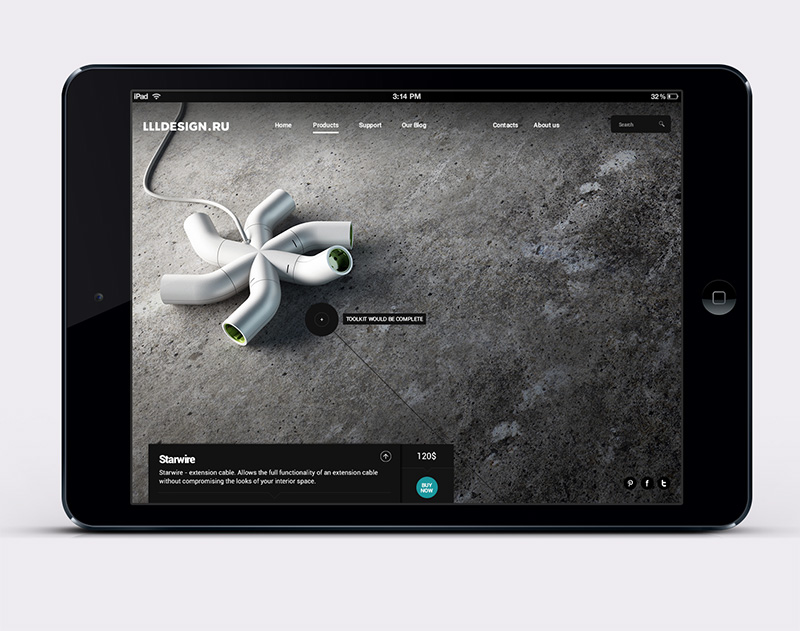 iPad
3:14 PM
32%
LLLDESIGN.RU
Home
Products
Support
Our Blog
Contacts
About us
Search
TOOLKIT WOULD BE COMPLETE
Starwire
Starwire - extension cable. Allows the full functionality of an extension cable
without compromising the looks of your interior space.
120$
BUY
NOW